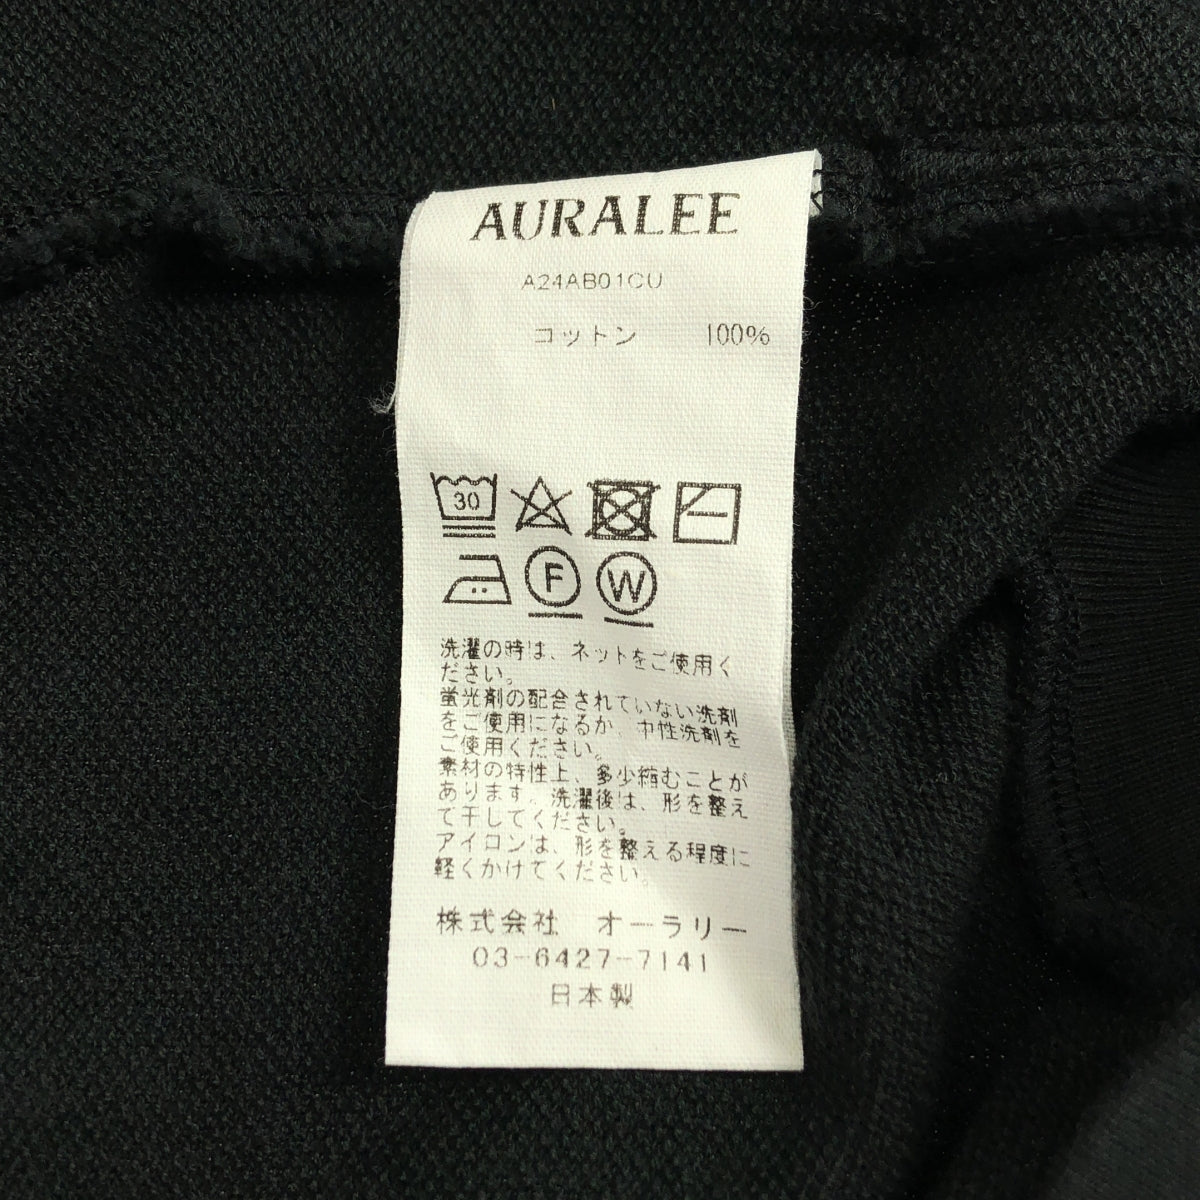 AURALEE
A24AB01CU
コットン 100%
30
F W
洗濯の時は、ネットをご使用く
ださい。
蛍光剤の配合されていない洗剤
をご使用になるか、中性洗剤を
ご使用ください。
素材の特性上、多少縮むことが
あります。洗濯後は、形を整え
て干してください。
アイロンは、形を整える程度に
軽くかけてください。
株式会社 オーラリー
03-6427-7141
日本製